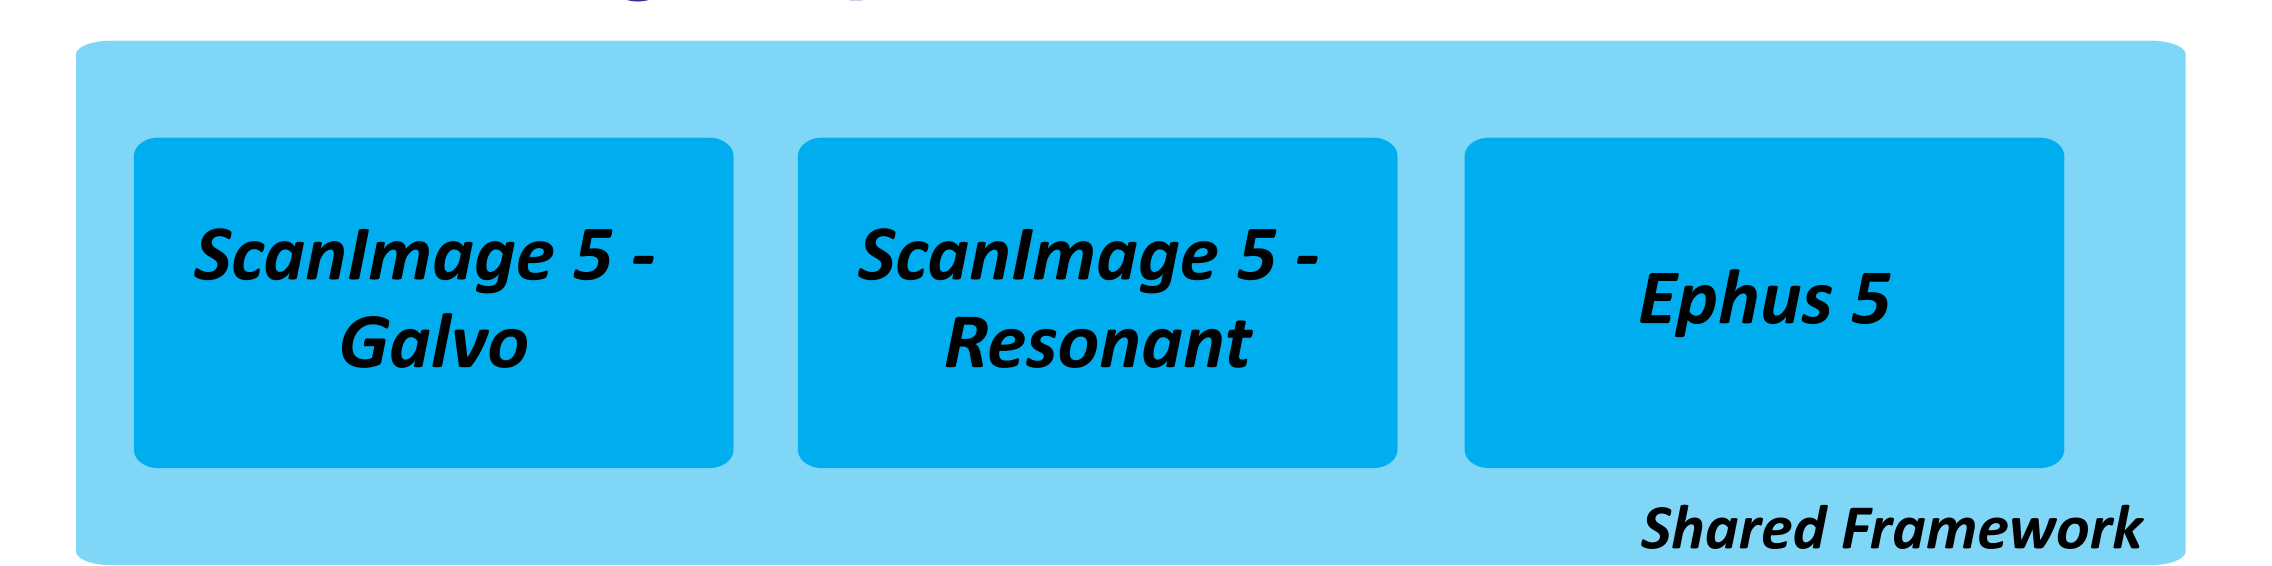 ScanImage 5 -
Galvo
ScanImage 5 -
Resonant
Ephus 5
Shared Framework